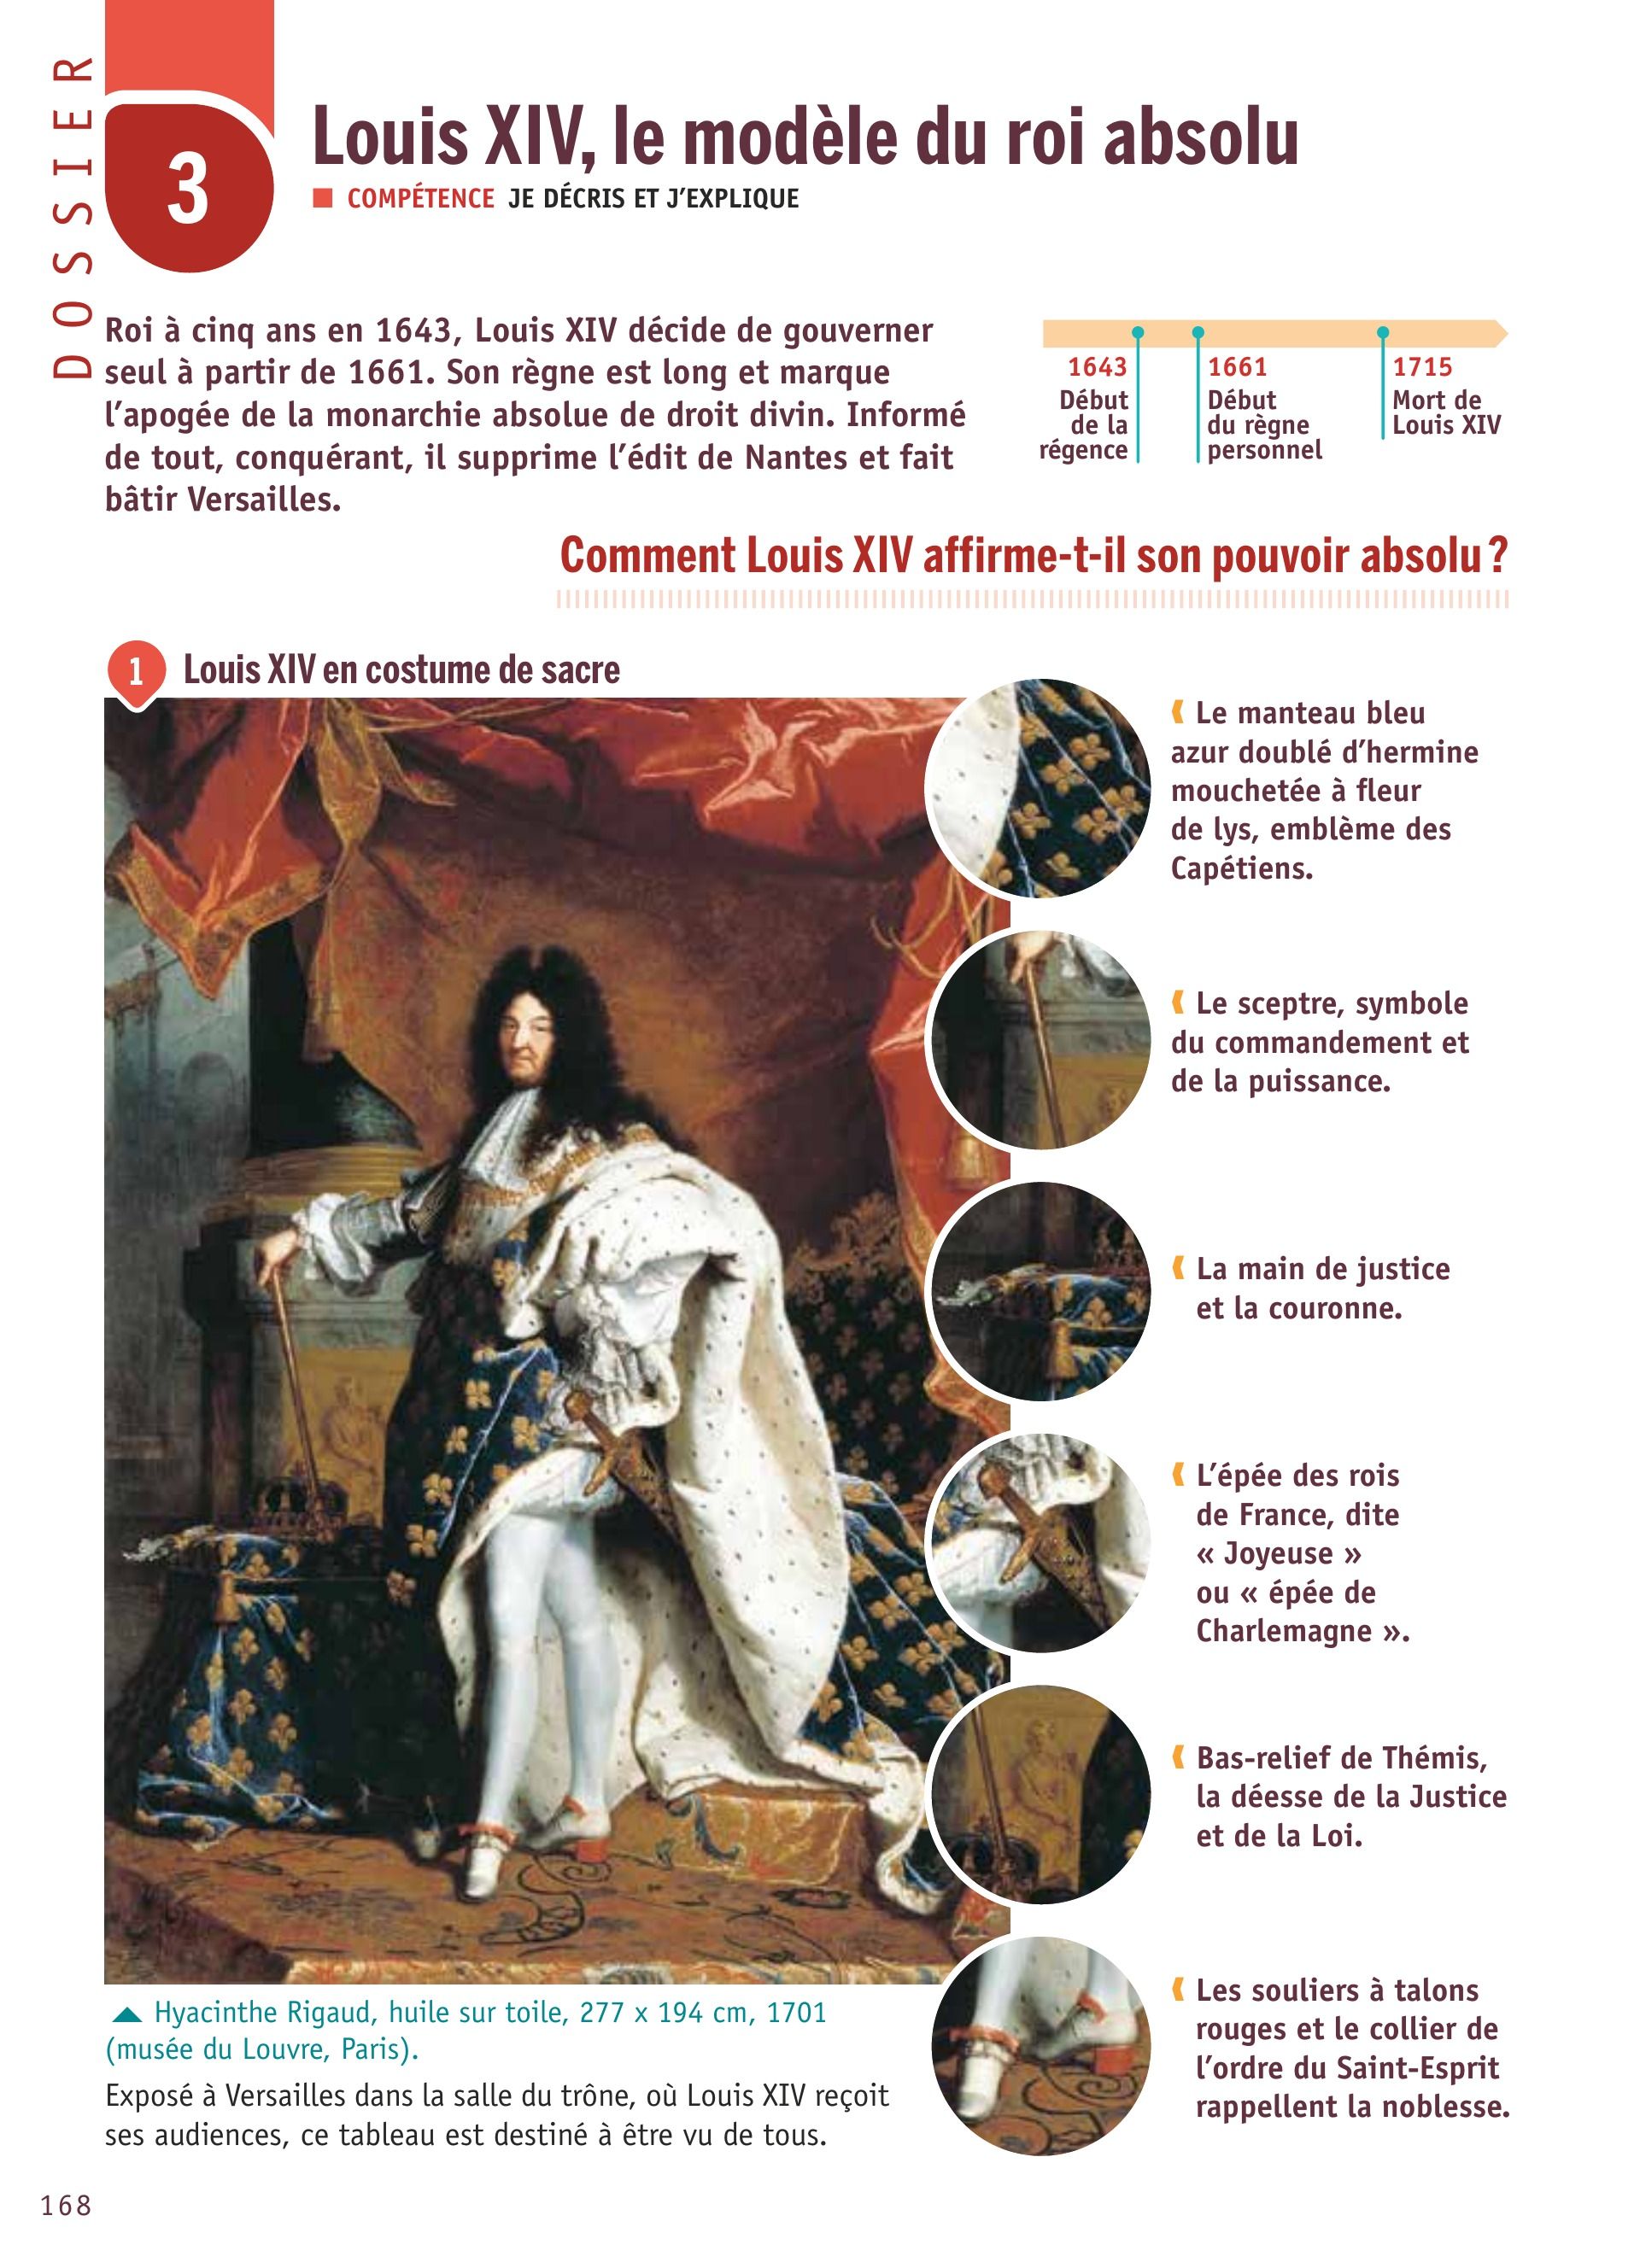 DOSSIER
3
Louis XIV, le modèle du roi absolu
COMPÉTENCE JE DÉCRIS ET J'EXPLIQUE
Roi à cinq ans en 1643, Louis XIV décide de gouverner
seul à partir de 1661. Son règne est long et marque
l'apogée de la monarchie absolue de droit divin. Informé
de tout, conquérant, il supprime l'édit de Nantes et fait
bâtir Versailles.
1643
Début
de la
régence
1661
Début
du règne
personnel
1715
Mort de
Louis XIV
Comment Louis XIV affirme-t-il son pouvoir absolu ?
1 Louis XIV en costume de sacre
Le manteau bleu
azur doublé d'hermine
mouchetée à fleur
de lys, emblème des
Capétiens.
Le sceptre, symbole
du commandement et
de la puissance.
La main de justice
et la couronne.
L'épée des rois
de France, dite
« Joyeuse »
ou « épée de
Charlemagne ».
Bas-relief de Thémis,
la déesse de la Justice
et de la Loi.
Les souliers à talons
rouges et le collier de
l'ordre du Saint-Esprit
rappellent la noblesse.
Hyacinthe Rigaud, huile sur toile, 277 x 194 cm, 1701
(musée du Louvre, Paris).
Exposé à Versailles dans la salle du trône, où Louis XIV reçoit
ses audiences, ce tableau est destiné à être vu de tous.
168